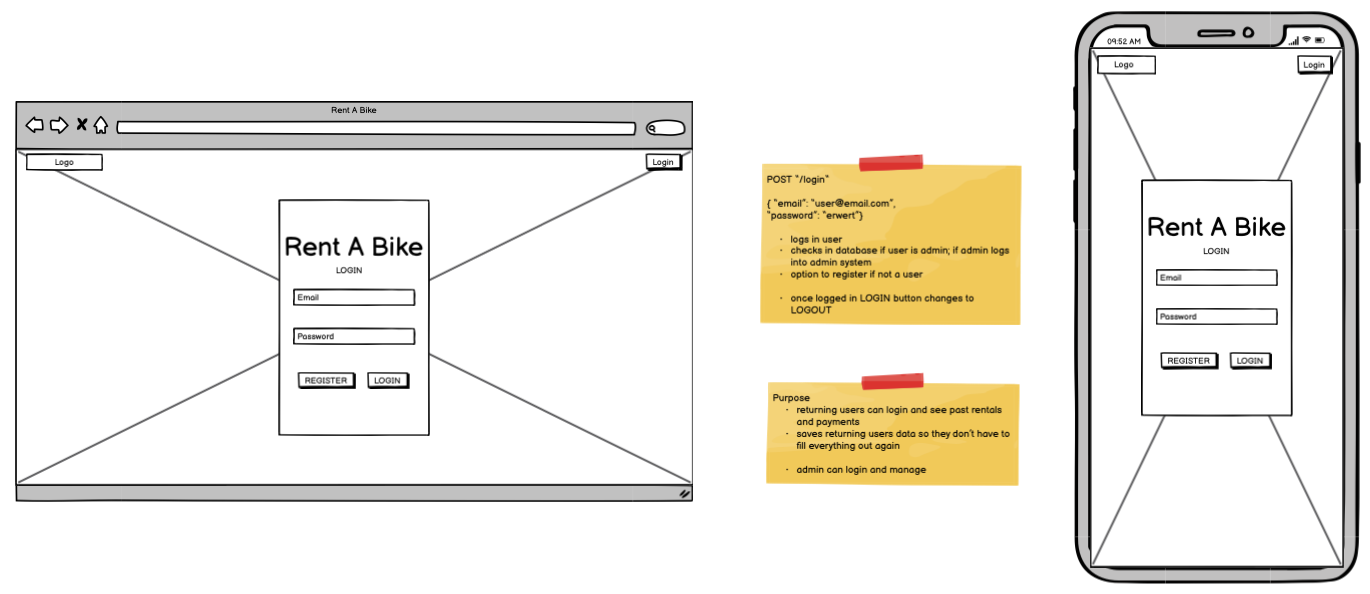 Rent A Bike
Logo
Login
Rent A Bike
LOGIN
Email
Password
REGISTER
LOGIN
POST "/login"
{ "email": "user@email.com",
"password": "erwert"}
· logs in user
· checks in database if user is admin; if admin logs
into admin system
· option to register if not a user
· once logged in LOGIN button changes to
LOGOUT
Purpose
· returning users can login and see past rentals
and payments
· saves returning users data so they don't have to
fill everything out again
· admin can login and manage
09:52 AM
Logo
Login
Rent A Bike
LOGIN
Email
Password
REGISTER
LOGIN